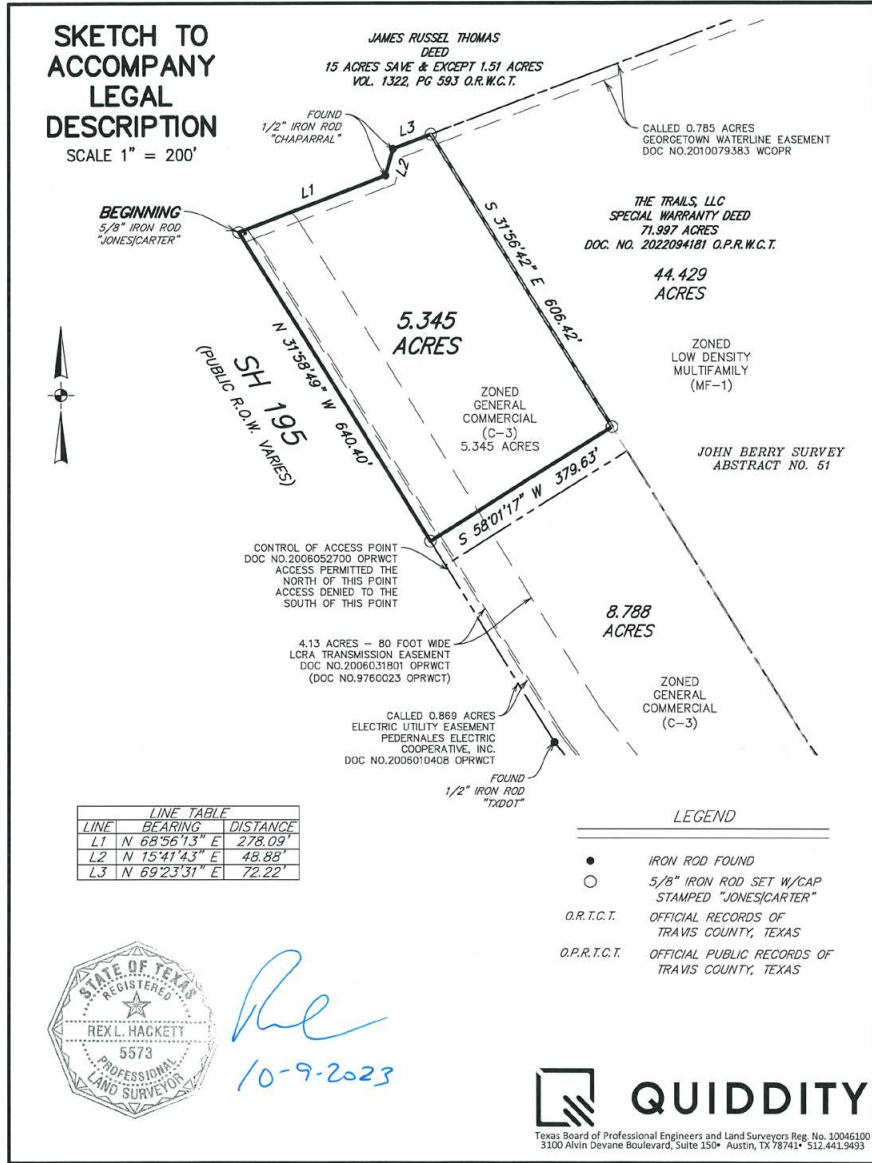 SKETCH TO
ACCOMPANY
LEGAL
DESCRIPTION
SCALE 1" = 200'
JAMES RUSSEL THOMAS
DEED
15 ACRES SAVE & EXCEPT 1.51 ACRES
VOL. 1322, PG 593 O.R.W.C.T.
FOUND
1/2" IRON ROD
"CHAPARRAL"
L3
L2
L1
CALLED 0.785 ACRES
GEORGETOWN WATERLINE EASEMENT
DOC NO.2010079383 WCOPR
BEGINNING
5/8" IRON ROD
"JONES|CARTER"
THE TRAILS, LLC
SPECIAL WARRANTY DEED
71.997 ACRES
DOC. NO. 2022094181 O.P.R.W.C.T.
44.429
ACRES
S 31°56'42" E 606.42'
5.345
ACRES
N 31°58'49" W 640.40'
SH 195
(PUBLIC R.O.W. VARIES)
ZONED
LOW DENSITY
MULTIFAMILY
(MF-1)
ZONED
GENERAL
COMMERCIAL
(C-3)
5.345 ACRES
JOHN BERRY SURVEY
ABSTRACT NO. 51
S 58°01'17" W 379.63'
CONTROL OF ACCESS POINT
DOC NO.2006052700 OPRWCT
ACCESS PERMITTED THE
NORTH OF THIS POINT
ACCESS DENIED TO THE
SOUTH OF THIS POINT
8.788
ACRES
4.13 ACRES - 80 FOOT WIDE
LCRA TRANSMISSION EASEMENT
DOC NO.2006031801 OPRWCT
(DOC NO.9760023 OPRWCT)
ZONED
GENERAL
COMMERCIAL
(C-3)
CALLED 0.869 ACRES
ELECTRIC UTILITY EASEMENT
PEDERNALES ELECTRIC
COOPERATIVE, INC.
DOC NO.2006010408 OPRWCT
FOUND
1/2" IRON ROD
"TXDOT"
LINE TABLE
LINE BEARING DISTANCE
L1 N 68°56'13" E 278.09'
L2 N 15°41'43" E 48.88'
L3 N 69°23'31" E 72.22'
LEGEND
IRON ROD FOUND
5/8" IRON ROD SET W/CAP
STAMPED "JONES|CARTER"
O.R.T.C.T. OFFICIAL RECORDS OF
TRAVIS COUNTY, TEXAS
O.P.R.T.C.T. OFFICIAL PUBLIC RECORDS OF
TRAVIS COUNTY, TEXAS
STATE OF TEXAS
REGISTERED
REX L. HACKETT
5573
PROFESSIONAL
LAND SURVEYOR
10-9-2023
QUIDDITY
Texas Board of Professional Engineers and Land Surveyors Reg. No. 10046100
3100 Alvin Devane Boulevard, Suite 150• Austin, TX 78741• 512.441.9493